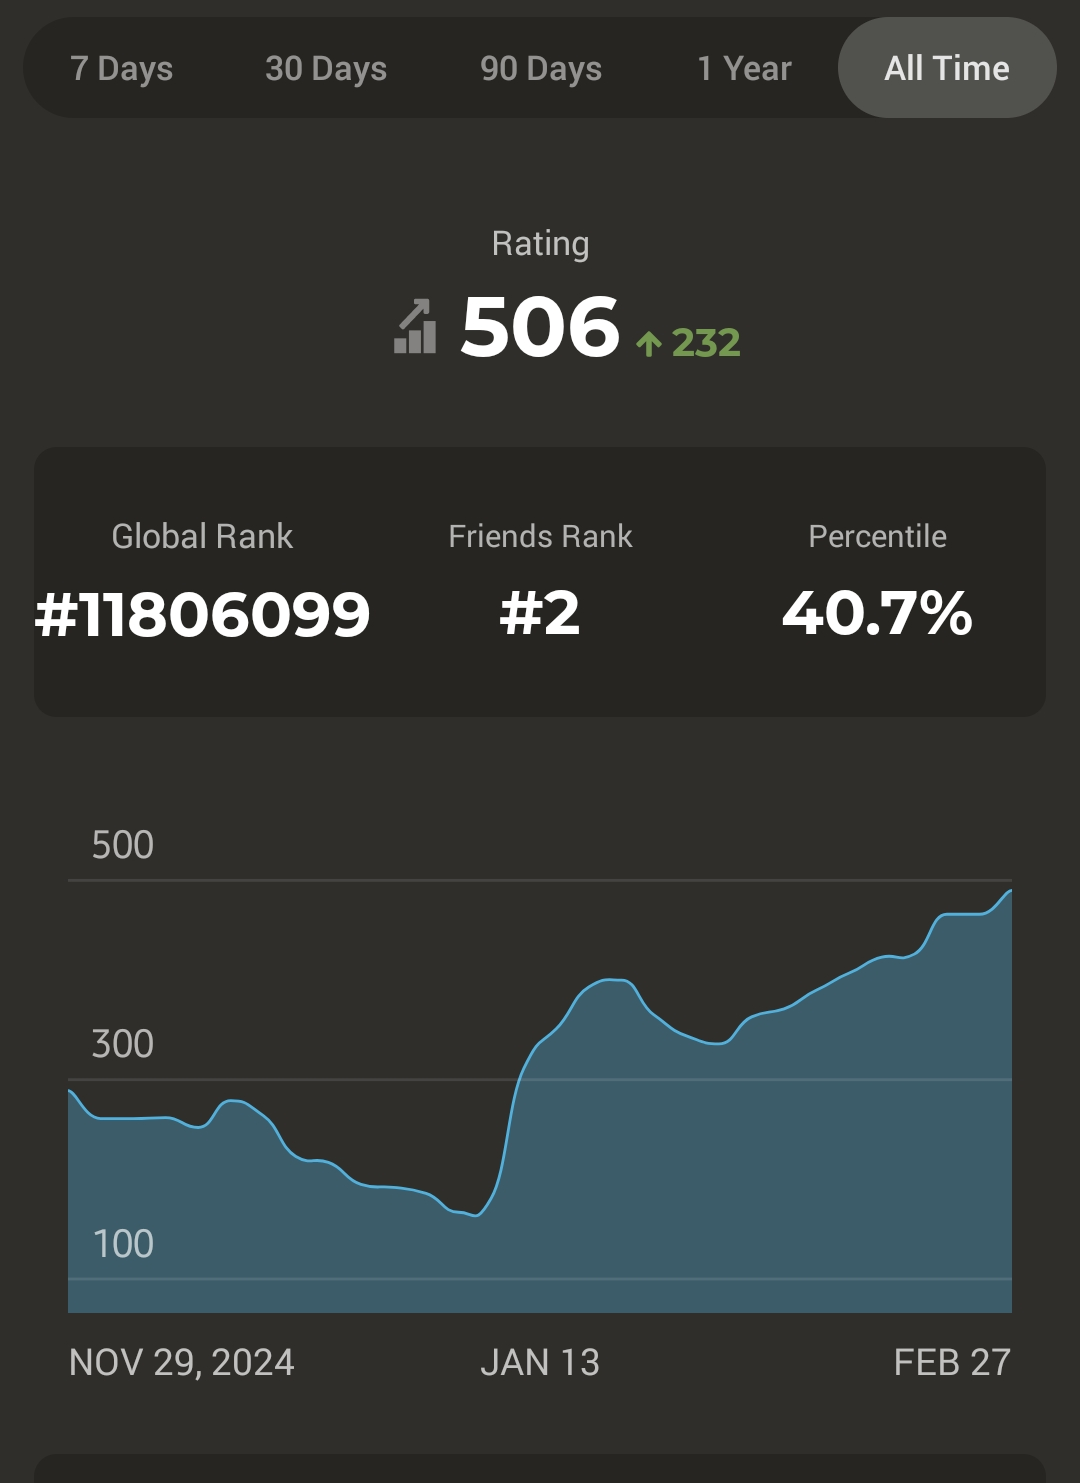 7 Days 30 Days 90 Days 1 Year All Time
Rating
506 ↑ 232
Global Rank Friends Rank Percentile
#11806099 #2 40.7%
500
300
100
NOV 29, 2024 JAN 13 FEB 27